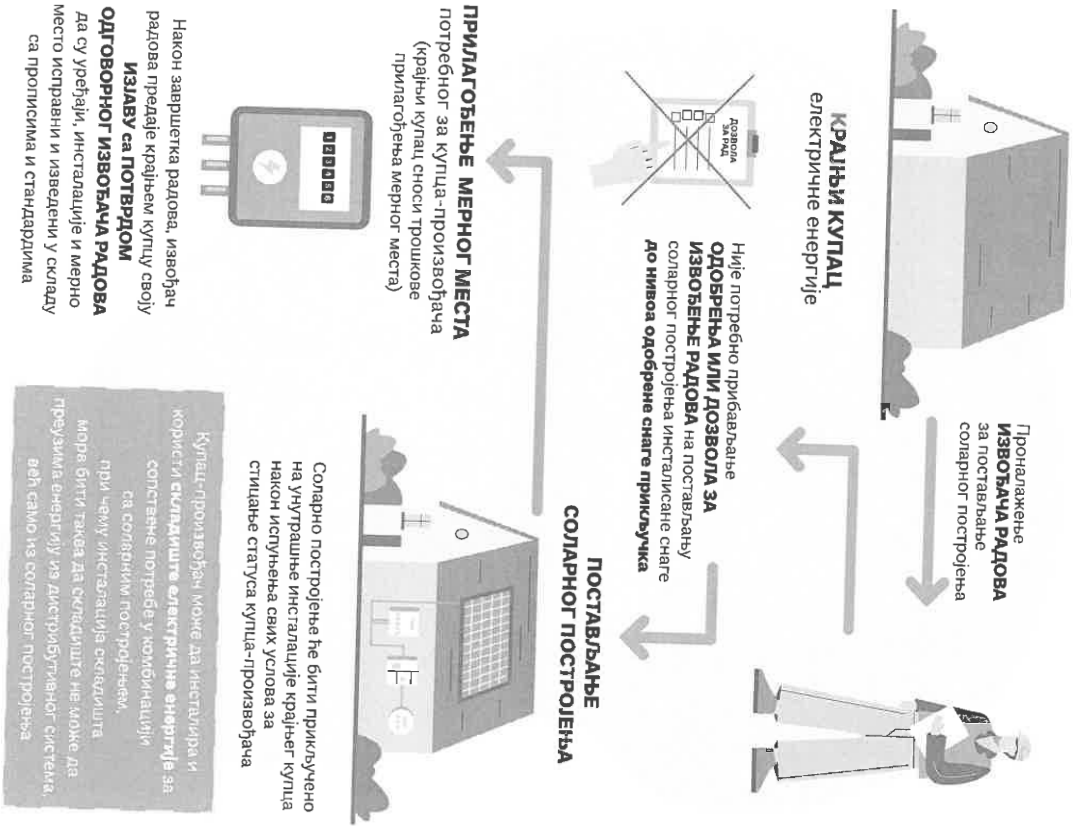 КРАЈЊИ КУПАЦ
електричне енергије
Проналажење
ИЗВОЂАЧА РАДОВА
за постављање
соларног постројења
ДОЗВОЛА
ЗА РАД
Није потребно прибављање
ОДОБРЕЊА ИЛИ ДОЗВОЛА ЗА
ИЗВОЂЕЊЕ РАДОВА на постављању
соларног постројења инсталисане снаге
до нивоа одобрене снаге прикључка
ПОСТАВЉАЊЕ
СОЛАРНОГ ПОСТРОЈЕЊА
Соларно постројење ће бити прикључено
на унутрашње инсталације крајњег купца
након испуњења свих услова за
стицање статуса купца-произвођача
ПРИЛАГОЂЕЊЕ МЕРНОГ МЕСТА
потребног за купца-произвођача
(крајњи купац сноси трошкове
прилагођења мерног места)
123456
Након завршетка радова, извођач
радова предаје крајњем купцу своју
ИЗЈАВУ са ПОТВРДОМ
ОДГОВОРНОГ ИЗВОЂАЧА РАДОВА
да су уређаји, инсталације и мерно
место исправни и изведени у складу
са прописима и стандардима
Купац-произвођач може да инсталира и
користи складиште електричне енергије за
сопствене потребе у комбинацији
са соларним постројењем,
при чему инсталација складишта
мора бити таква да складиште не може да
преузима енергију из дистрибутивног система,
већ само из соларног постројења